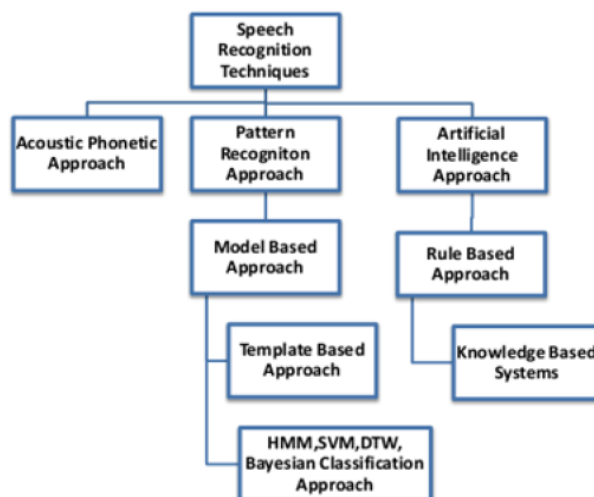 Speech
Recognition
Techniques
Acoustic Phonetic
Approach
Pattern
Recogniton
Approach
Artificial
Intelligence
Approach
Model Based
Approach
Rule Based
Approach
Template Based
Approach
Knowledge Based
Systems
HMM,SVM,DTW,
Bayesian Classification
Approach